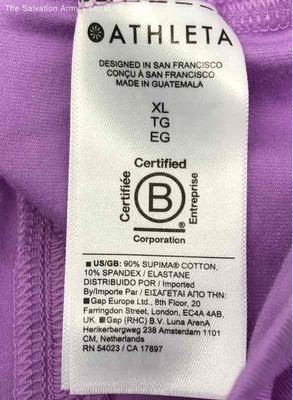 The Salvation Army Central
ATHLETA
DESIGNED IN SAN FRANCISCO
CONÇU À SAN FRANCISCO
MADE IN GUATEMALA
XL
TG
EG
Certified
Certifiée
B
Entreprise
Corporation
US/GB: 90% SUPIMA® COTTON,
10% SPANDEX / ELASTANE
DISTRIBUIDO POR / Imported
By/Importe Par / ΕΙΣΑΓΕΤΑΙ ΑΠΟ ΤΗΝ:
Gap Europe Ltd., 8th Floor, 20
Farringdon Street, London, EC4A 4AB,
UK Gap (RHC) B.V. Luna ArenA
Herikerbergweg 238 Amsterdam 1101
CM, Netherlands
RN 54023 / CA 17897